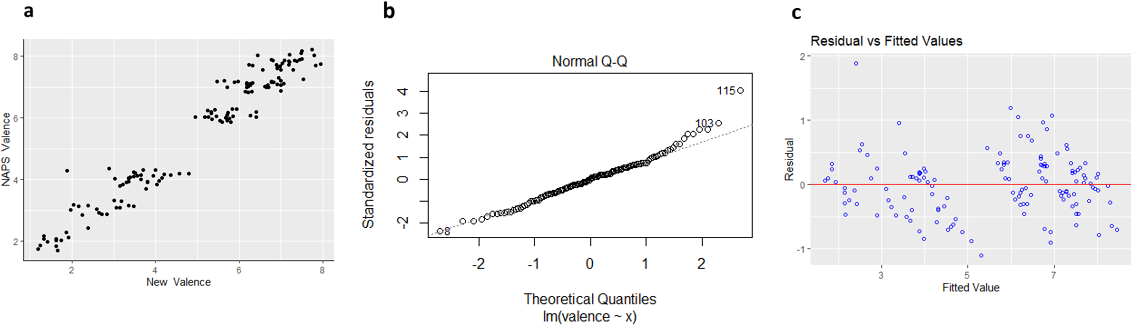 a
NAPS Valence
8
6
4
2
2
4
6
8
New Valence
b
Normal Q-Q
Standardized residuals
4
3
2
1
0
-2
115
103
8
-2
-1
0
1
2
Theoretical Quantiles
lm(valence ~ x)
c
Residual vs Fitted Values
Residual
2
1
0
-1
3
5
7
Fitted Value